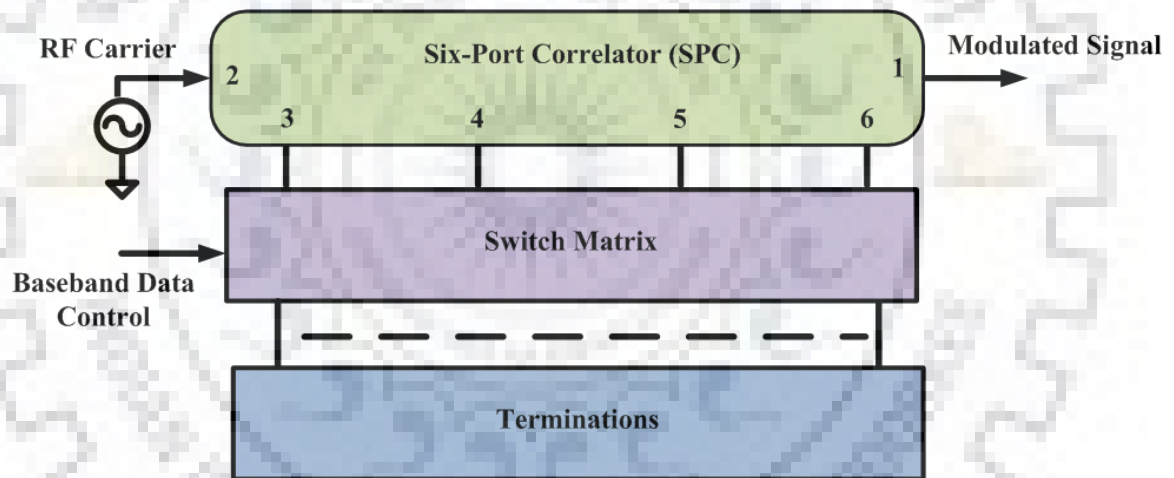 RF Carrier
Six-Port Correlator (SPC)
Modulated Signal
2
1
3 4 5 6
Switch Matrix
Baseband Data
Control
Terminations